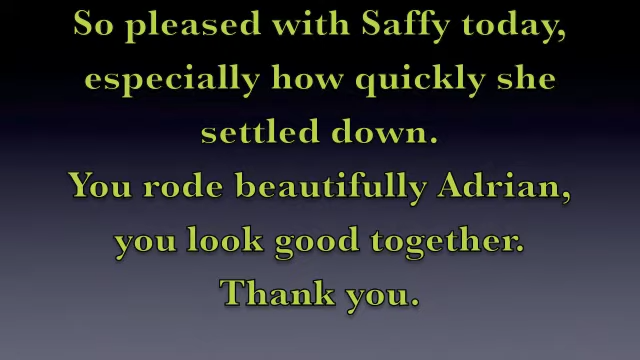 So pleased with Saffy today,
especially how quickly she
settled down.
You rode beautifully Adrian,
you look good together.
Thank you.